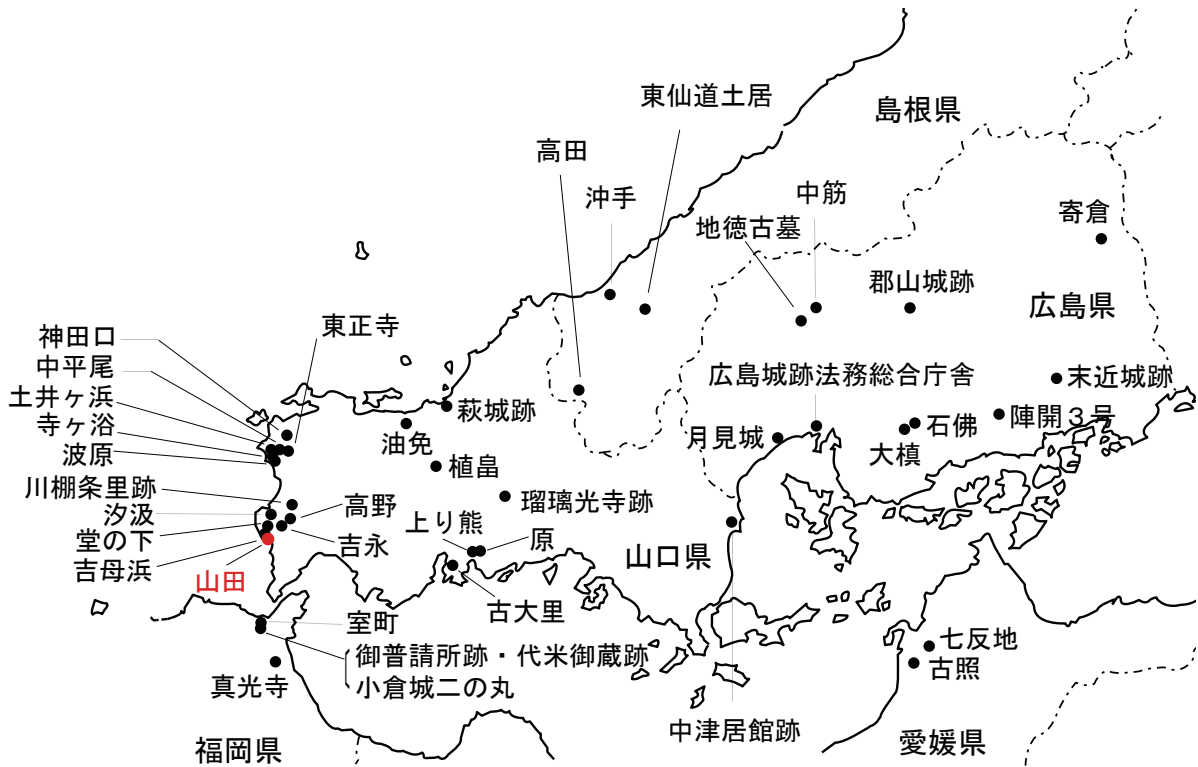 東仙道土居
島根県
高田
沖手
中筋
地徳古墓
寄倉
郡山城跡
広島県
神田口
東正寺
中平尾
土井ヶ浜
寺ヶ浴
波原
広島城跡法務総合庁舎
末近城跡
萩城跡
陣開３号
油免
月見城
石佛
大槙
植畠
川棚条里跡
高野
瑠璃光寺跡
汐汲
上り熊
原
堂の下
吉永
山口県
吉母浜
山田
古大里
室町
御普請所跡・代米御蔵跡
小倉城二の丸
七反地
古照
真光寺
中津居館跡
福岡県
愛媛県